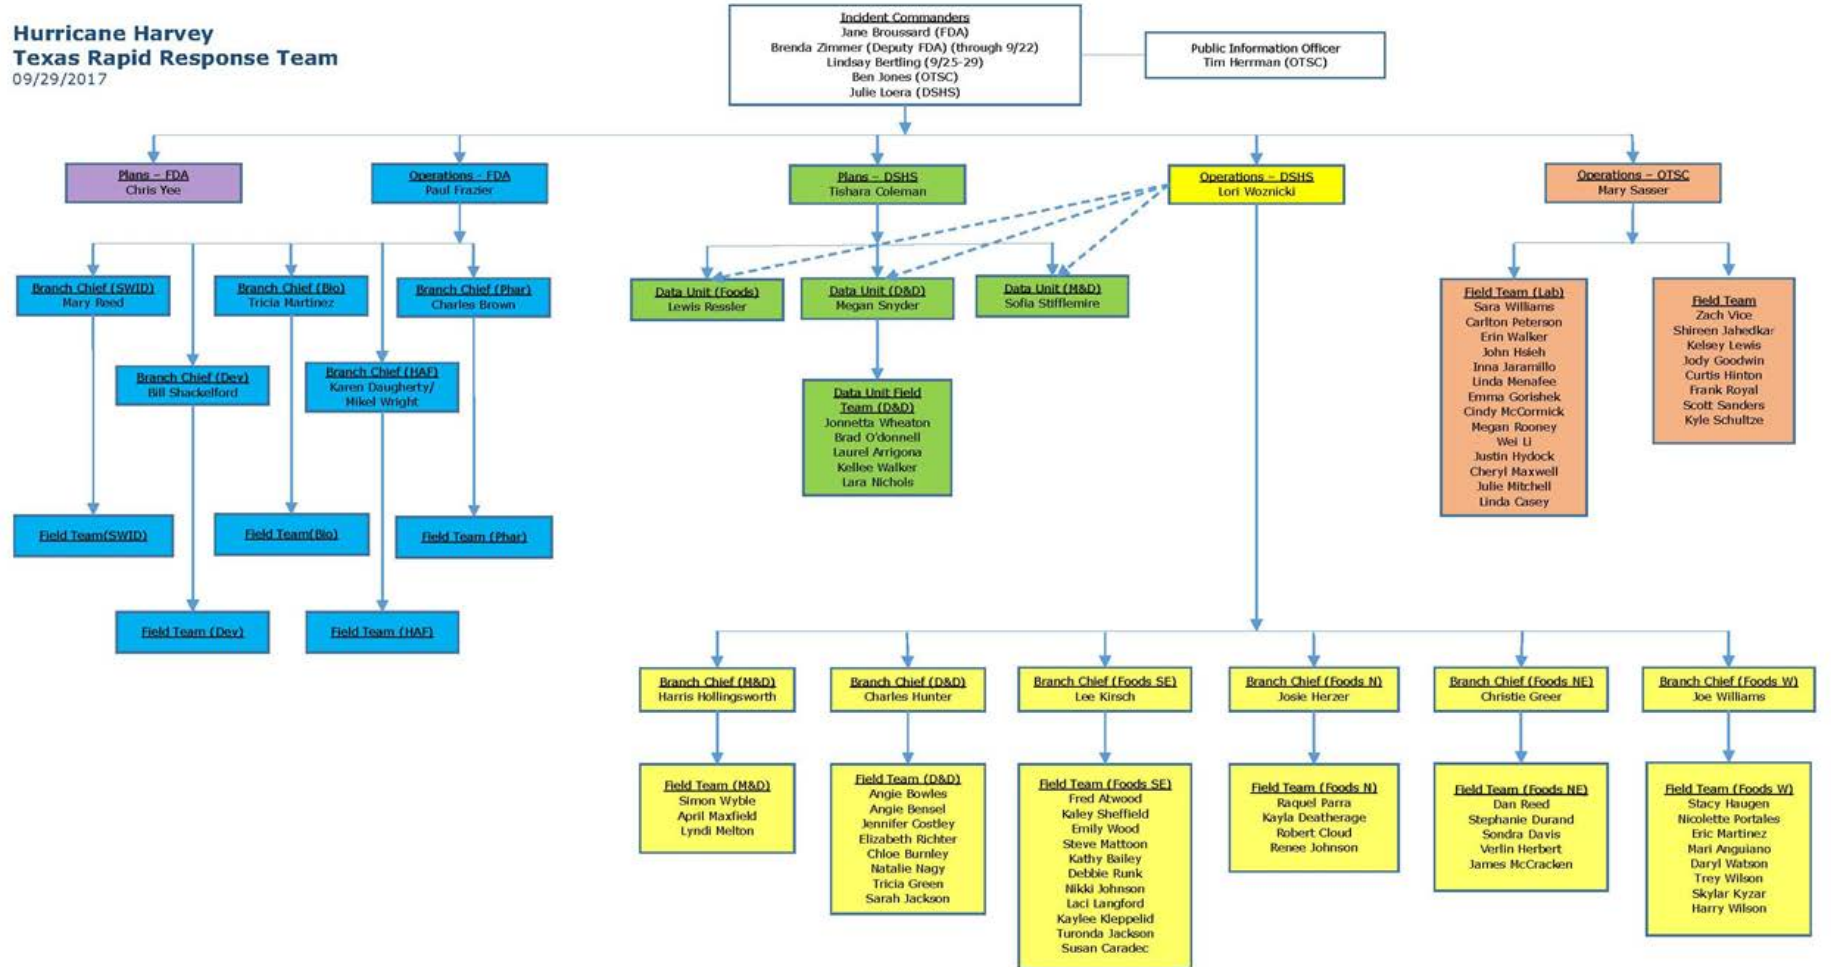 Hurricane Harvey
Texas Rapid Response Team
09/29/2017
Incident Commanders
Jane Broussard (FDA)
Brenda Zimmer (Deputy FDA) (through 9/22)
Lindsay Bertling (9/25-29)
Ben Jones (OTSC)
Julie Loera (DSHS)
Public Information Officer
Tim Herrman (OTSC)
Plans – FDA
Chris Yee
Operations - FDA
Paul Frazier
Plans – DSHS
Tishara Coleman
Operations – DSHS
Lori Woznicki
Operations – OTSC
Mary Sasser
Branch Chief (SWID)
Mary Reed
Branch Chief (Bio)
Tricia Martinez
Branch Chief (Phar)
Charles Brown
Branch Chief (Dev)
Bill Shackelford
Branch Chief (HAF)
Karen Daugherty/
Mikel Wright
Field Team(SWID)
Field Team(Bio)
Field Team (Phar)
Field Team (Dev)
Field Team (HAF)
Data Unit (Foods)
Lewis Ressler
Data Unit (D&D)
Megan Snyder
Data Unit (M&D)
Sofia Stifflemire
Data Unit Field
Team (D&D)
Jonnetta Wheaton
Brad O'donnell
Laurel Arrigona
Kellee Walker
Lara Nichols
Field Team (Lab)
Sara Williams
Carlton Peterson
Erin Walker
John Hsieh
Inna Jaramillo
Linda Menafee
Emma Gorishek
Cindy McCormick
Megan Rooney
Wei Li
Justin Hydock
Cheryl Maxwell
Julie Mitchell
Linda Casey
Field Team
Zach Vice
Shireen Jahedkar
Kelsey Lewis
Jody Goodwin
Curtis Hinton
Frank Royal
Scott Sanders
Kyle Schultze
Branch Chief (M&D)
Harris Hollingsworth
Branch Chief (D&D)
Charles Hunter
Branch Chief (Foods SE)
Lee Kirsch
Branch Chief (Foods N)
Josie Herzer
Branch Chief (Foods NE)
Christie Greer
Branch Chief (Foods W)
Joe Williams
Field Team (M&D)
Simon Wyble
April Maxfield
Lyndi Melton
Field Team (D&D)
Angie Bowles
Angie Bensel
Jennifer Costley
Elizabeth Richter
Chloe Burnley
Natalie Nagy
Tricia Green
Sarah Jackson
Field Team (Foods SE)
Fred Atwood
Kaley Sheffield
Emily Wood
Steve Mattoon
Kathy Bailey
Debbie Runk
Nikki Johnson
Laci Langford
Kaylee Kleppelid
Turonda Jackson
Susan Caradec
Field Team (Foods N)
Raquel Parra
Kayla Deatherage
Robert Cloud
Renee Johnson
Field Team (Foods NE)
Dan Reed
Stephanie Durand
Sondra Davis
Verlin Herbert
James McCracken
Field Team (Foods W)
Stacy Haugen
Nicolette Portales
Eric Martinez
Mari Anguiano
Daryl Watson
Trey Wilson
Skylar Kyzar
Harry Wilson